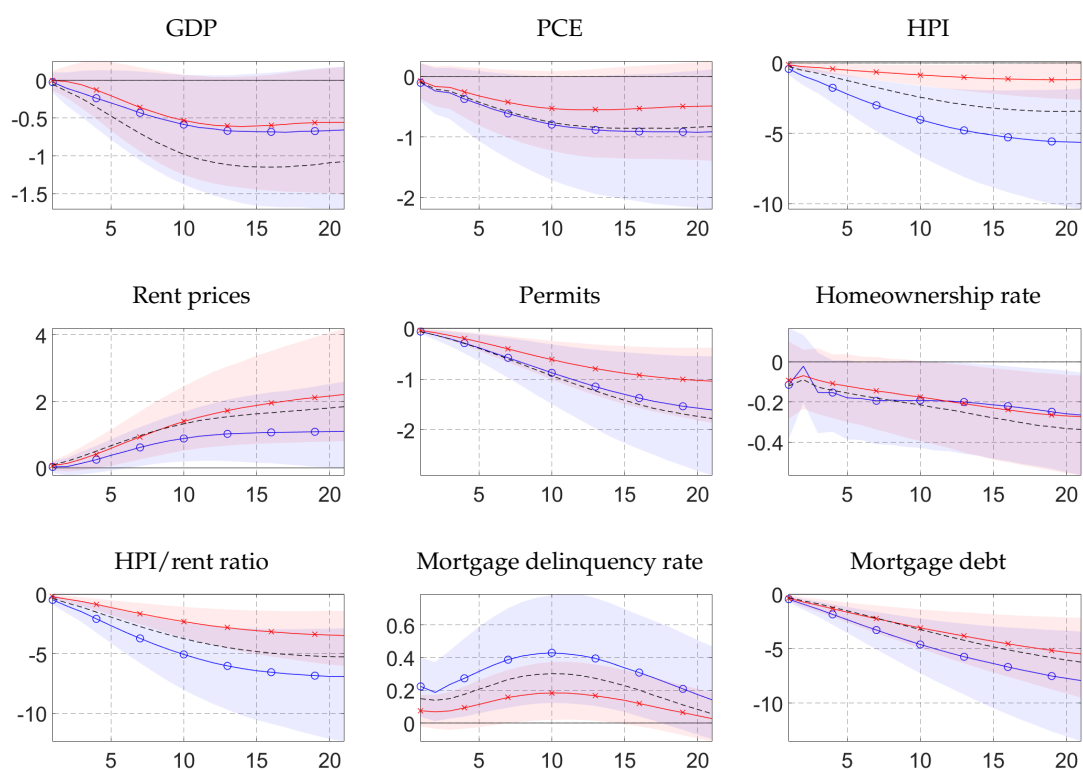 GDP
PCE
HPI
0
-0.5
-1
-1.5
5 10 15 20
0
-1
-2
5 10 15 20
0
-5
-10
5 10 15 20
Rent prices
Permits
Homeownership rate
4
2
0
5 10 15 20
0
-1
-2
5 10 15 20
0
-0.2
-0.4
5 10 15 20
HPI/rent ratio
Mortgage delinquency rate
Mortgage debt
0
-5
-10
5 10 15 20
0.6
0.4
0.2
0
5 10 15 20
0
-5
-10
5 10 15 20